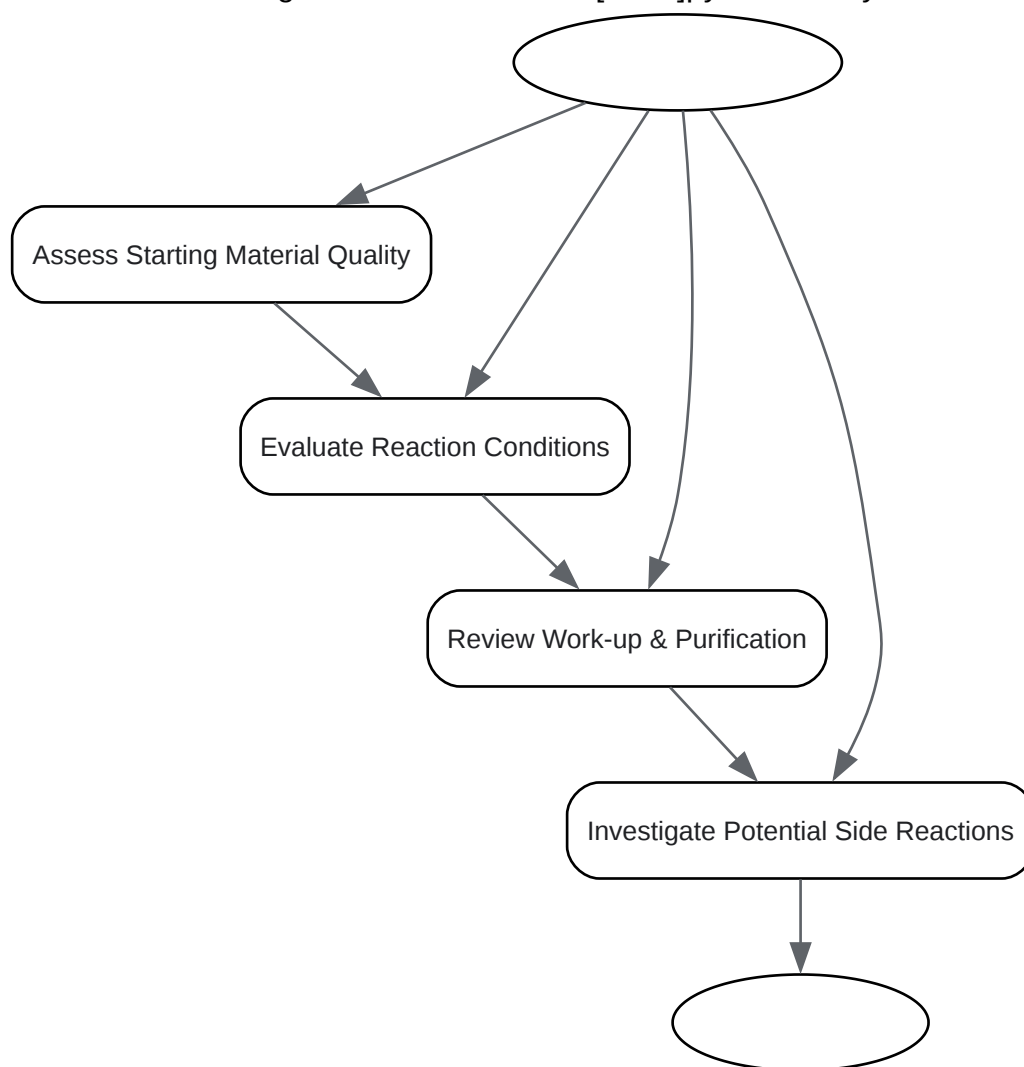 Assess Starting Material Quality
Evaluate Reaction Conditions
Review Work-up & Purification
Investigate Potential Side Reactions